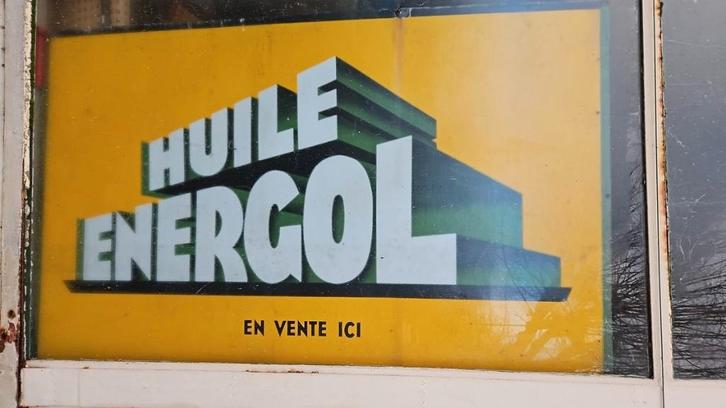 HUILE
ENERGOL
EN VENTE ICI